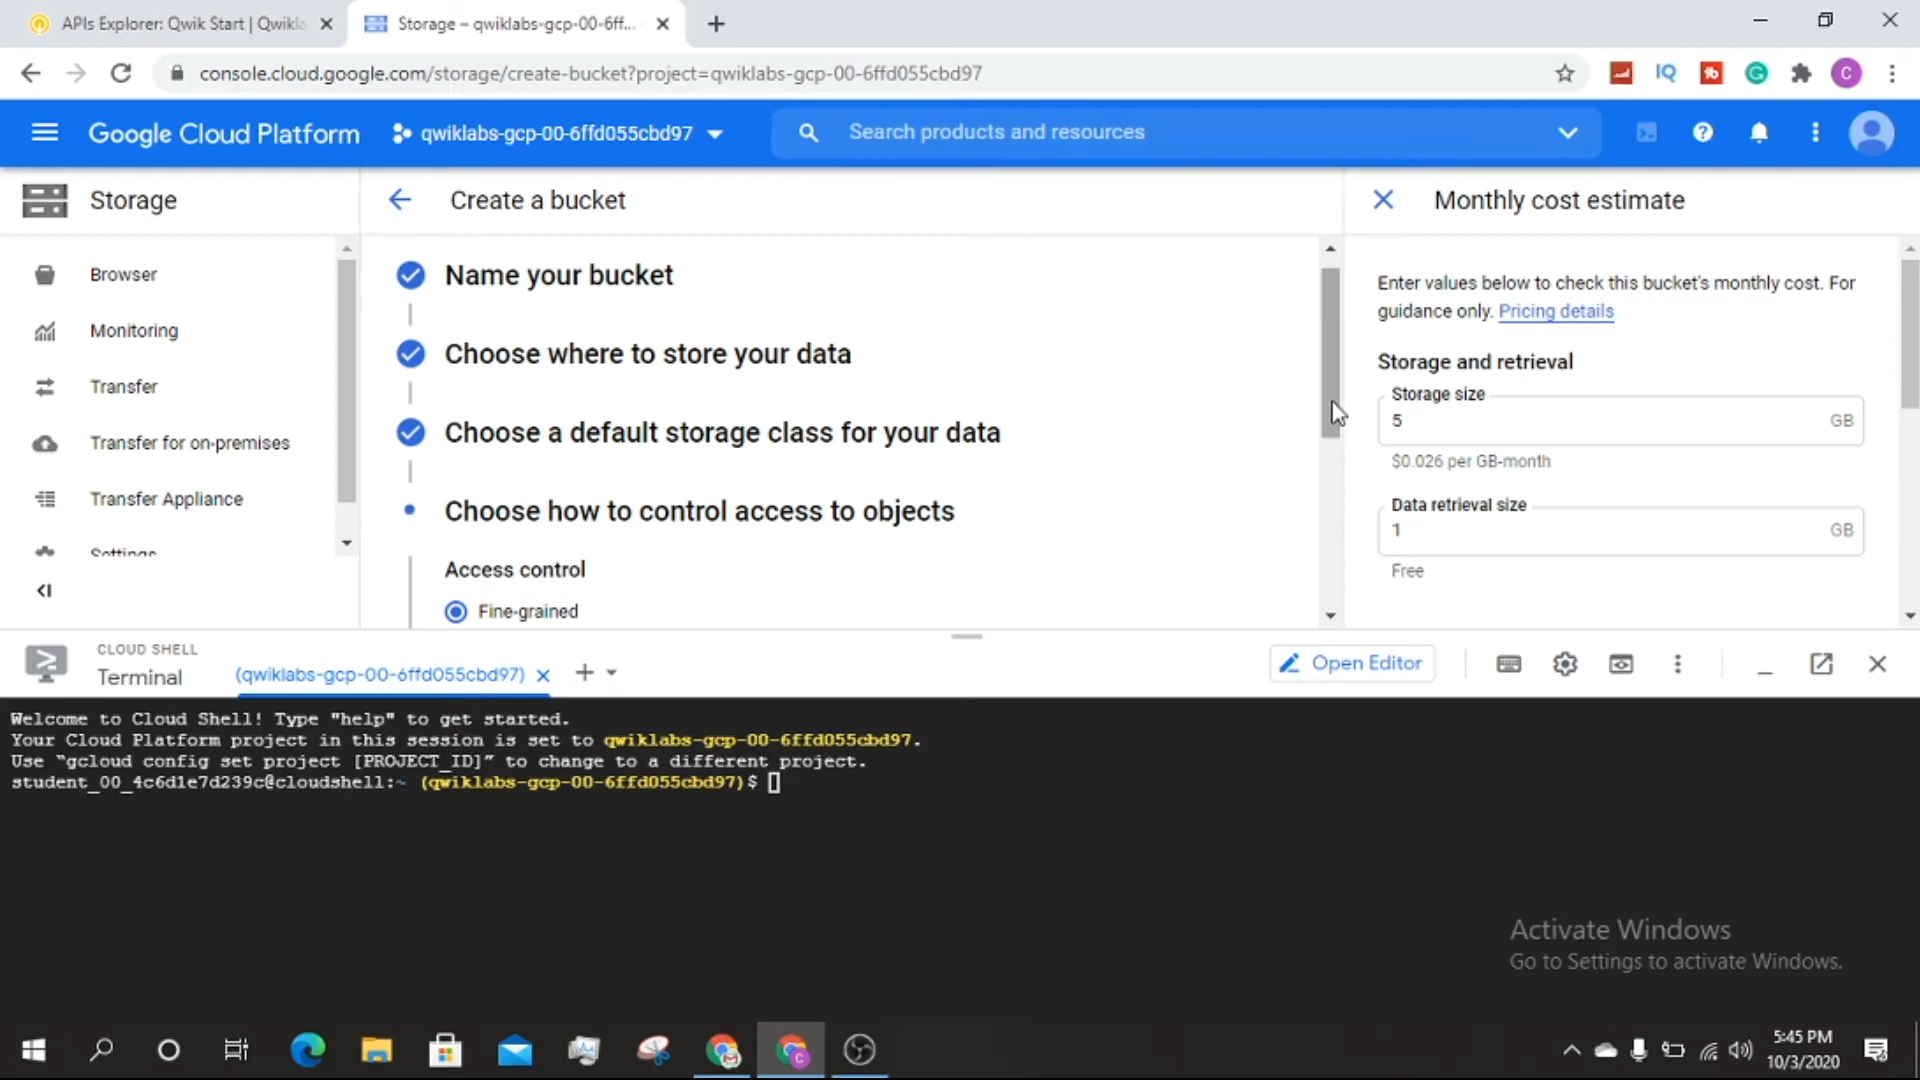 APIs Explorer: Qwik Start | Qwikla
Storage – qwiklabs-gcp-00-6ff...
console.cloud.google.com/storage/create-bucket?project=qwiklabs-gcp-00-6ffd055cbd97
IQ
C
Google Cloud Platform
qwiklabs-gcp-00-6ffd055cbd97
Search products and resources
Storage
Create a bucket
Monthly cost estimate
Browser
Monitoring
Transfer
Transfer for on-premises
Transfer Appliance
Settings
Name your bucket
Choose where to store your data
Choose a default storage class for your data
Choose how to control access to objects
Access control
Fine-grained
Enter values below to check this bucket's monthly cost. For
guidance only. Pricing details
Storage and retrieval
Storage size
5 GB
$0.026 per GB-month
Data retrieval size
1 GB
Free
CLOUD SHELL
Terminal
(qwiklabs-gcp-00-6ffd055cbd97)
Open Editor
Welcome to Cloud Shell! Type "help" to get started.
Your Cloud Platform project in this session is set to qwiklabs-gcp-00-6ffd055cbd97.
Use "gcloud config set project [PROJECT_ID]" to change to a different project.
student_00_4c6d1e7d239c@cloudshell:~ (qwiklabs-gcp-00-6ffd055cbd97)$
Activate Windows
Go to Settings to activate Windows.
5:45 PM
10/3/2020